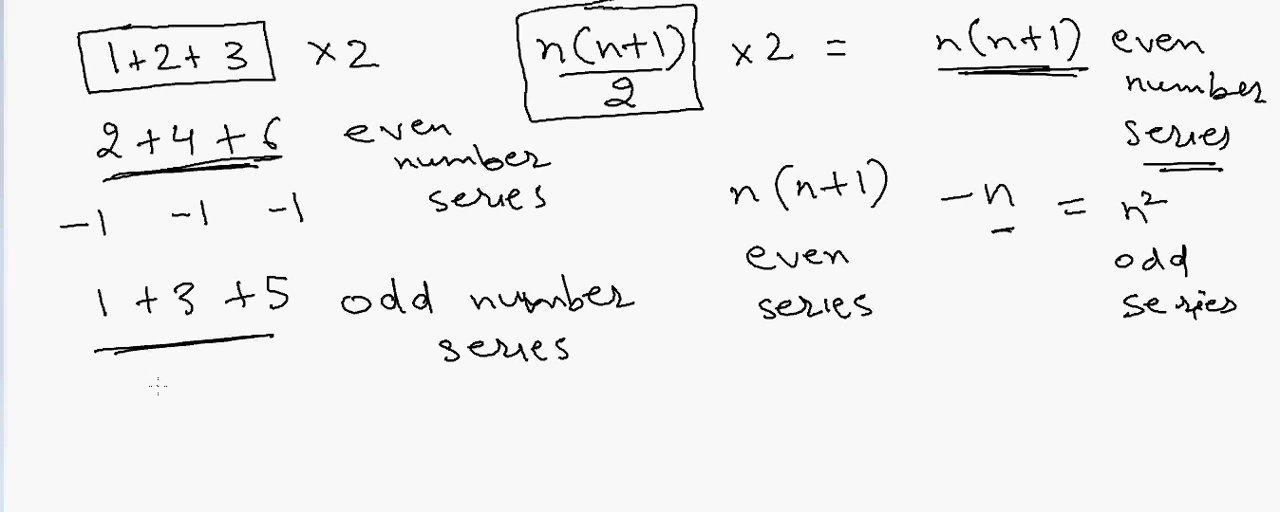 1+2+3 ×2
2+4+6 even number series
-1 -1 -1
1+3+5 odd number series
n(n+1)/2 ×2 = n(n+1) even number series
n(n+1) -n = n²
even series odd series